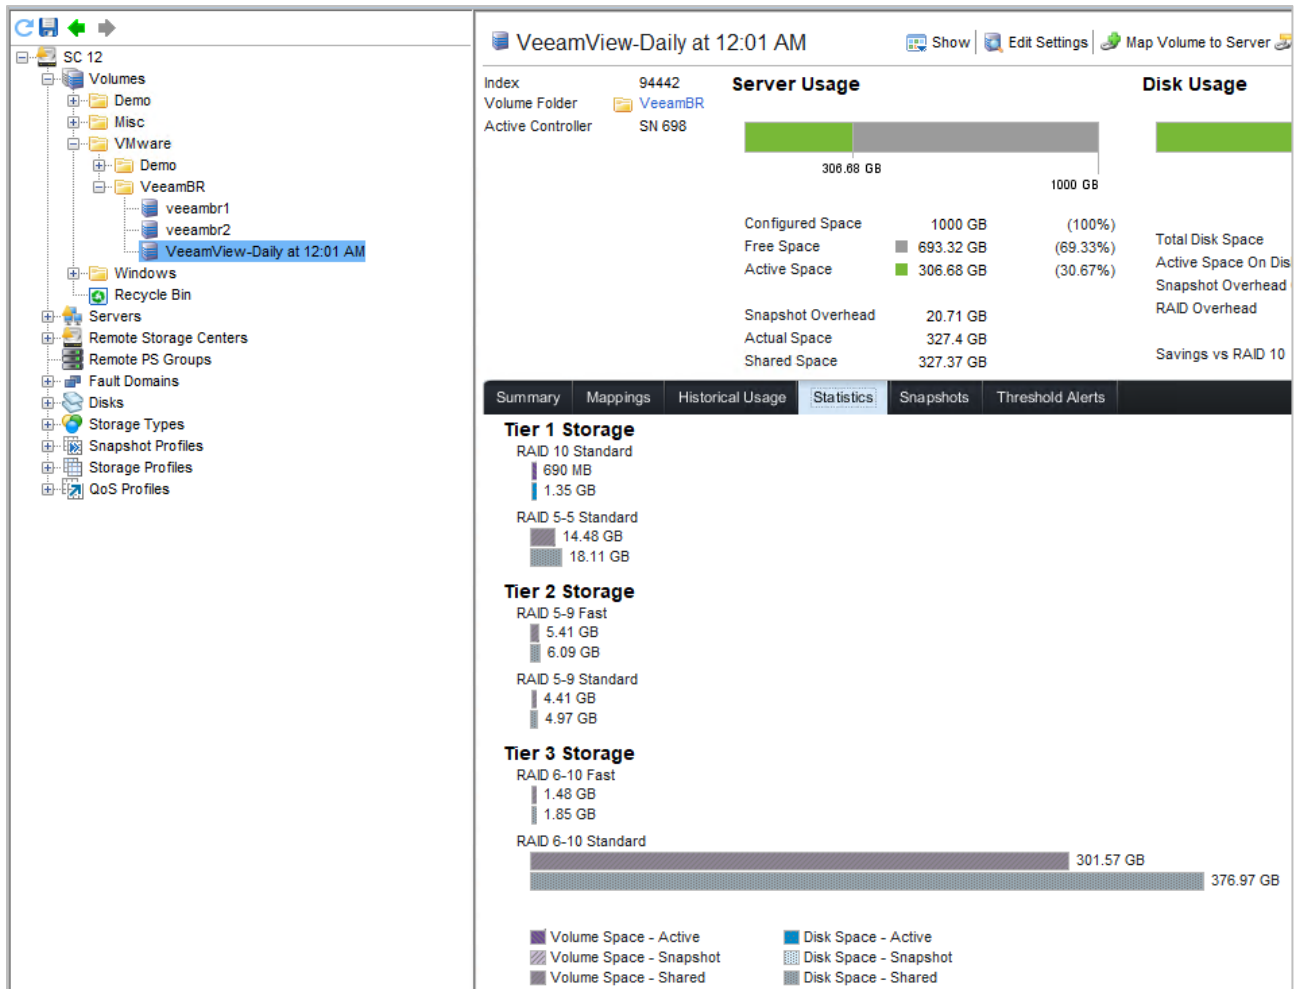 SC 12
Volumes
Demo
Misc
VMware
Demo
VeeamBR
veeambr1
veeambr2
VeeamView-Daily at 12:01 AM
Windows
Recycle Bin
Servers
Remote Storage Centers
Remote PS Groups
Fault Domains
Disks
Storage Types
Snapshot Profiles
Storage Profiles
QoS Profiles
VeeamView-Daily at 12:01 AM Show Edit Settings Map Volume to Server
Index 94442
Volume Folder VeeamBR
Active Controller SN 698
Server Usage
306.68 GB
1000 GB
Configured Space 1000 GB (100%)
Free Space 693.32 GB (69.33%)
Active Space 306.68 GB (30.67%)
Snapshot Overhead 20.71 GB
Actual Space 327.4 GB
Shared Space 327.37 GB
Disk Usage
Total Disk Space
Active Space On Dis
Snapshot Overhead
RAID Overhead
Savings vs RAID 10
Summary Mappings Historical Usage Statistics Snapshots Threshold Alerts
Tier 1 Storage
RAID 10 Standard
690 MB
1.35 GB
RAID 5-5 Standard
14.48 GB
18.11 GB
Tier 2 Storage
RAID 5-9 Fast
5.41 GB
6.09 GB
RAID 5-9 Standard
4.41 GB
4.97 GB
Tier 3 Storage
RAID 6-10 Fast
1.48 GB
1.85 GB
RAID 6-10 Standard
301.57 GB
376.97 GB
Volume Space - Active Disk Space - Active
Volume Space - Snapshot Disk Space - Snapshot
Volume Space - Shared Disk Space - Shared